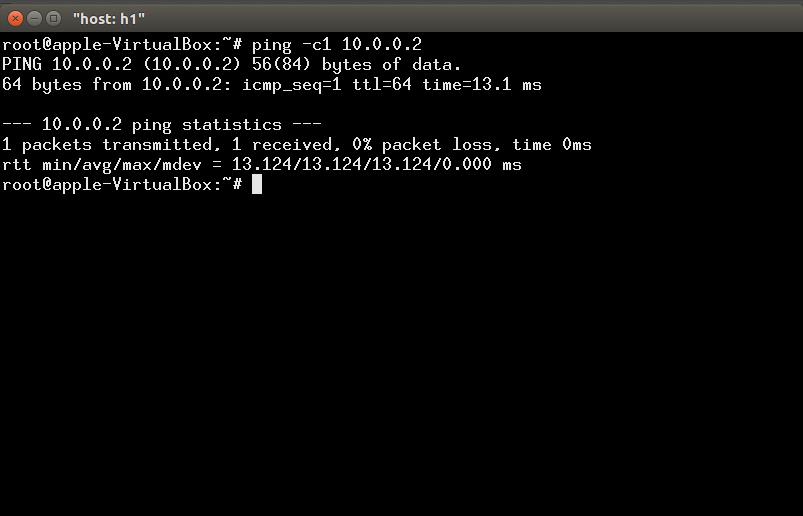 "host: h1"
root@apple-VirtualBox:~# ping -c1 10.0.0.2
PING 10.0.0.2 (10.0.0.2) 56(84) bytes of data.
64 bytes from 10.0.0.2: icmp_seq=1 ttl=64 time=13.1 ms
--- 10.0.0.2 ping statistics ---
1 packets transmitted, 1 received, 0% packet loss, time 0ms
rtt min/avg/max/mdev = 13.124/13.124/13.124/0.000 ms
root@apple-VirtualBox:~#